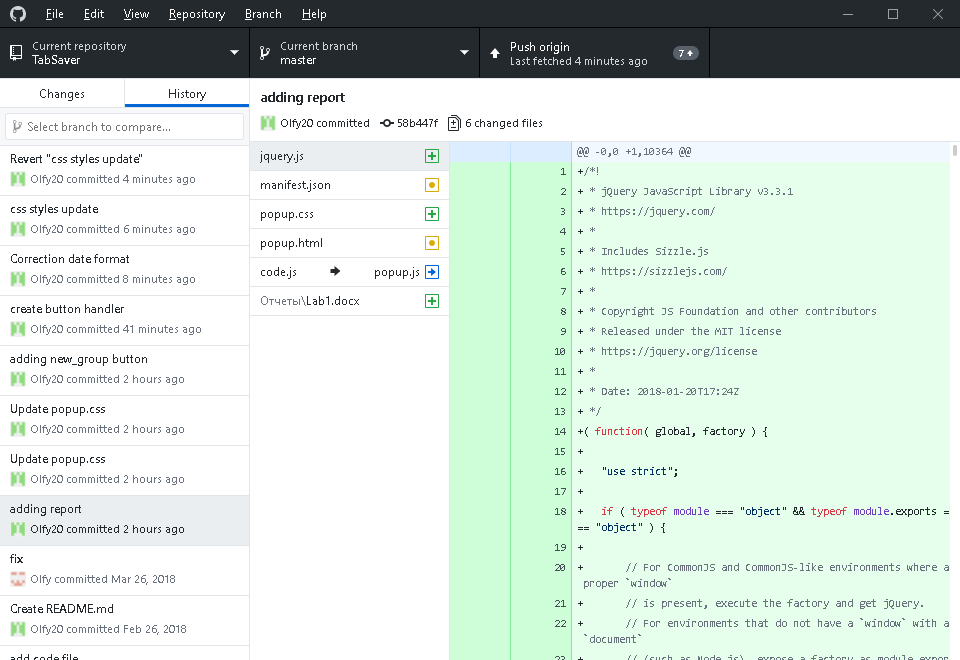 File Edit View Repository Branch Help
Current repository
TabSaver
Current branch
master
Push origin
Last fetched 4 minutes ago
7
Changes History
Select branch to compare...
Revert "css styles update"
Olfy20 committed 4 minutes ago
css styles update
Olfy20 committed 6 minutes ago
Correction date format
Olfy20 committed 8 minutes ago
create button handler
Olfy20 committed 41 minutes ago
adding new_group button
Olfy20 committed 2 hours ago
Update popup.css
Olfy20 committed 2 hours ago
Update popup.css
Olfy20 committed 2 hours ago
adding report
Olfy20 committed 2 hours ago
fix
Olfy committed Mar 26, 2018
Create README.md
Olfy20 committed Feb 26, 2018
add code file
adding report
Olfy20 committed 58b447f 6 changed files
jquery.js
manifest.json
popup.css
popup.html
code.js popup.js
Отчеты\Lab1.docx
@@ -0,0 +1,10364 @@
1 +/*!
2 + * jQuery JavaScript Library v3.3.1
3 + * https://jquery.com/
4 + *
5 + * Includes Sizzle.js
6 + * https://sizzlejs.com/
7 + *
8 + * Copyright JS Foundation and other contributors
9 + * Released under the MIT license
10 + * https://jquery.org/license
11 + *
12 + * Date: 2018-01-20T17:24Z
13 + */
14 +( function( global, factory ) {
15 +
16 + "use strict";
17 +
18 + if ( typeof module === "object" && typeof module.exports =
== "object" ) {
19 +
20 + // For CommonJS and CommonJS-like environments where a
proper `window`
21 + // is present, execute the factory and get jQuery.
22 + // For environments that do not have a `window` with a
`document`
23 + // (such as Node.js), expose a factory as module.expor